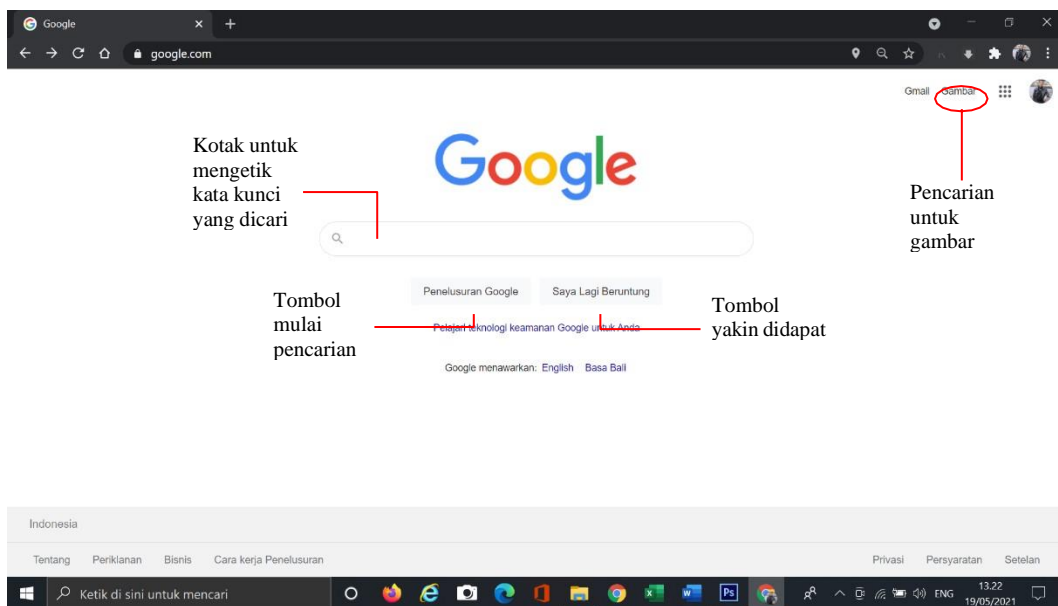 Google
google.com
Gmail Gambar
Google
Kotak untuk
mengetik
kata kunci
yang dicari
Pencarian
untuk
gambar
Penelusuran Google
Saya Lagi Beruntung
Tombol
mulai
pencarian
Tombol
yakin didapat
Pelajari teknologi keamanan Google untuk Anda
Google menawarkan: English Basa Bali
Indonesia
Tentang Periklanan Bisnis Cara kerja Penelusuran
Privasi Persyaratan Setelan
Ketik di sini untuk mencari
Ps
ENG
13.22
19/05/2021